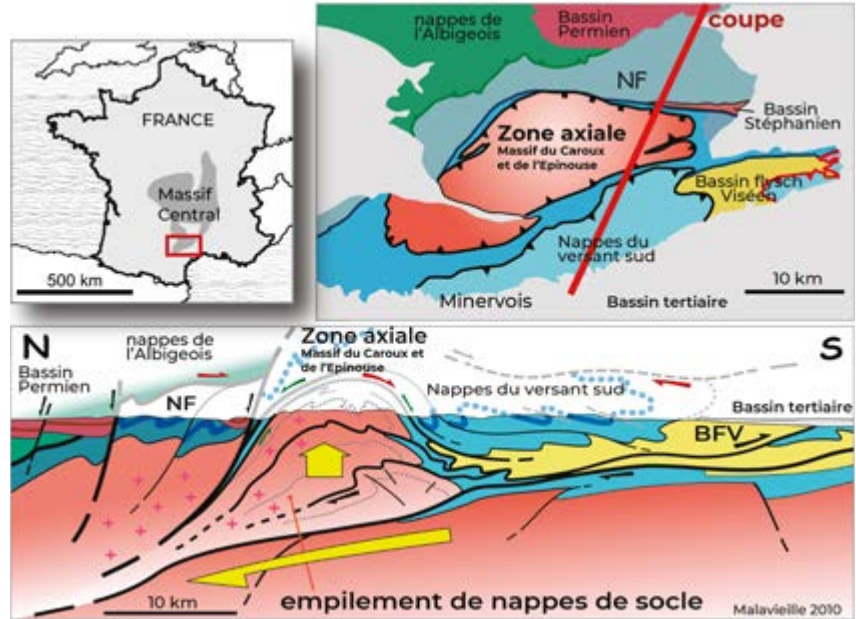 FRANCE
Massif
Central
500 km
nappes de
l'Albigeois
Bassin
Permien
coupe
NF
Bassin
Stéphanien
Zone axiale
Massif du Caroux
et de l'Epinouse
Bassin flysch
Viséen
Nappes du
versant sud
Minervois
Bassin tertiaire
10 km
N
nappes de
l'Albigeois
Zone axiale
Massif du Caroux et
de l'Epinouse
S
Bassin
Permien
NF
Nappes du versant sud
Bassin tertiaire
BFV
10 km
empilement de nappes de socle
Malavieille 2010